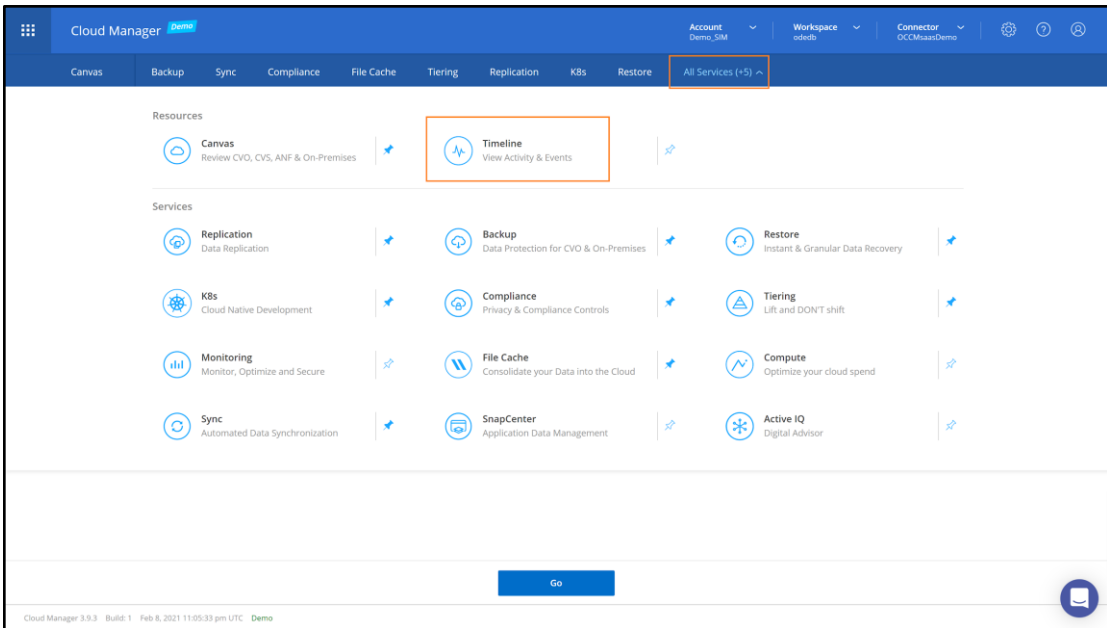 Cloud Manager Demo
Account
Demo_SIM
Workspace
odedb
Connector
OCCMsaasDemo
Canvas
Backup
Sync
Compliance
File Cache
Tiering
Replication
K8s
Restore
All Services (+5)
Resources
Canvas
Review CVO, CVS, ANF & On-Premises
Timeline
View Activity & Events
Services
Replication
Data Replication
Backup
Data Protection for CVO & On-Premises
Restore
Instant & Granular Data Recovery
K8s
Cloud Native Development
Compliance
Privacy & Compliance Controls
Tiering
Lift and DON'T shift
Monitoring
Monitor, Optimize and Secure
File Cache
Consolidate your Data into the Cloud
Compute
Optimize your cloud spend
Sync
Automated Data Synchronization
SnapCenter
Application Data Management
Active IQ
Digital Advisor
Go
Cloud Manager 3.9.3 Build: 1 Feb 8, 2021 11:05:33 pm UTC Demo